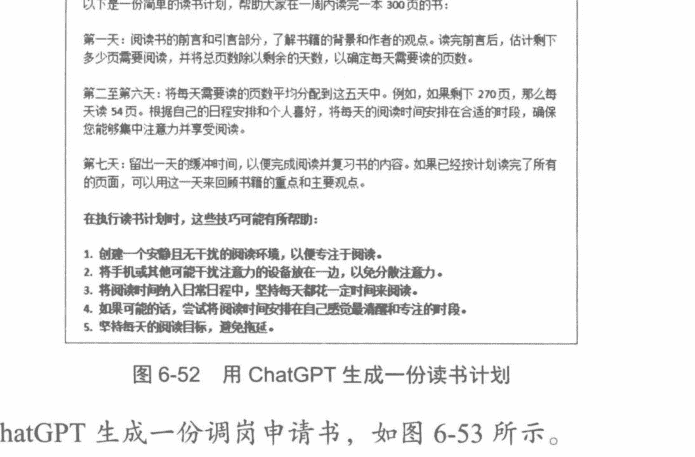 以下是一份简单的读书计划，帮助大家在一周内读完一本 300页的书：
第一天：阅读书的前言和引言部分，了解书籍的背景和作者的观点。读完前言后，估计剩下
多少页需要阅读，并将总页数除以剩余的天数，以确定每天需要读的页数。
第二至第六天：将每天需要读的页数平均分配到这五天中。例如，如果剩下 270页，那么每
天读 54页。根据自己的日程安排和个人喜好，将每天的阅读时间安排在合适的时段，确保
您能够集中注意力并享受阅读。
第七天：留出一天的缓冲时间，以便完成阅读并复习书的内容。如果已经按计划读完了所有
的页面，可以用这一天来回顾书籍的重点和主要观点。
在执行读书计划时，这些技巧可能有所帮助：
1. 创建一个安静且无干扰的阅读环境，以便专注于阅读。
2. 将手机或其他可能干扰注意力的设备放在一边，以免分散注意力。
3. 将阅读时间纳入日常日程中，坚持每天都花一定时间来阅读。
4. 如果可能的话，尝试将阅读时间安排在自己感觉最清醒和专注的时段。
5. 坚持每天的阅读目标，避免拖延。
图 6-52 用 ChatGPT 生成一份读书计划
hatGPT 生成一份调岗申请书，如图 6-53 所示。